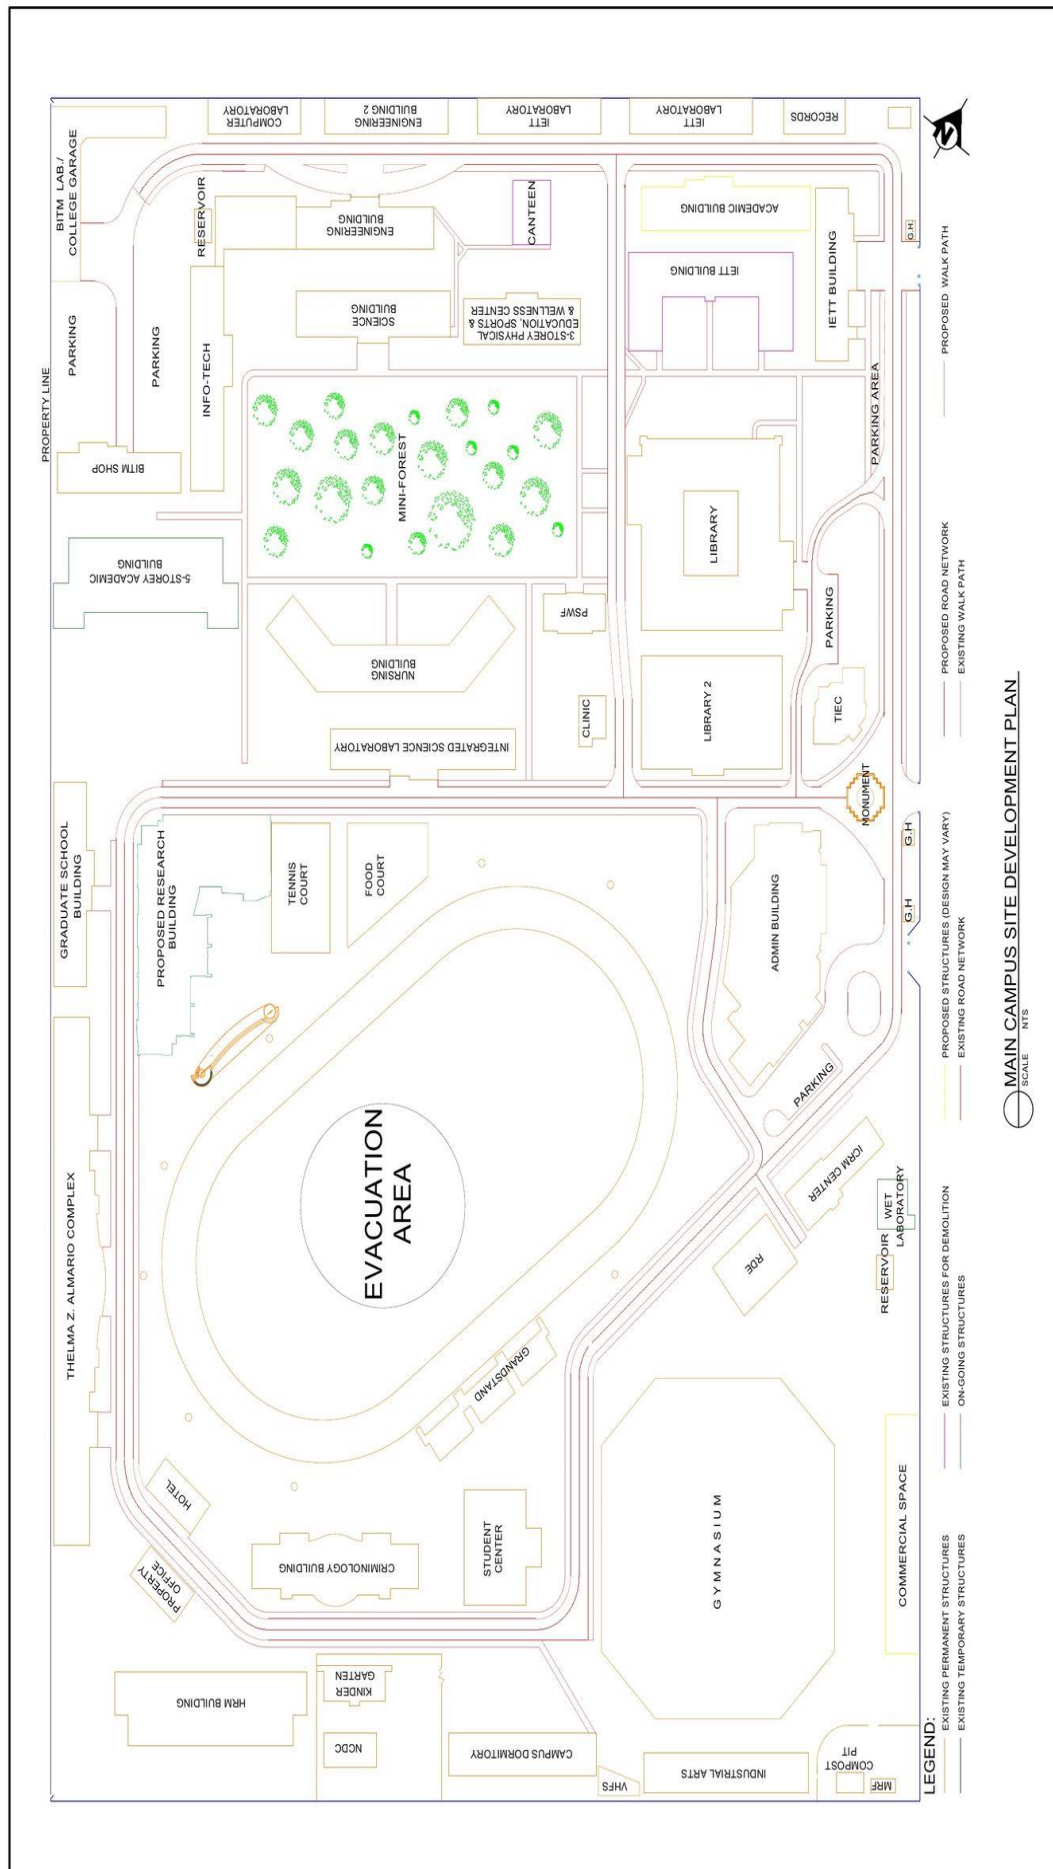 COMPUTER
LABORATORY
ENGINEERING
BUILDING 2
IETT
LABORATORY
IETT
LABORATORY
RECORDS
N
BITM LAB./
COLLEGE GARAGE
RESERVOIR
ENGINEERING
BUILDING
CANTEEN
ACADEMIC BUILDING
IETT BUILDING
IETT BUILDING
G.H.
PARKING
PARKING
INFO-TECH
SCIENCE
BUILDING
3-STOREY PHYSICAL
EDUCATION, SPORTS &
& WELLNESS CENTER
PARKING AREA
PROPERTY LINE
BITM SHOP
MINI-FOREST
LIBRARY
5-STOREY ACADEMIC
BUILDING
NURSING
BUILDING
PSWF
PARKING
INTEGRATED SCIENCE LABORATORY
CLINIC
LIBRARY 2
TIEC
MONUMENT
GRADUATE SCHOOL
BUILDING
PROPOSED RESEARCH
BUILDING
TENNIS
COURT
FOOD
COURT
ADMIN BUILDING
G.H
G.H
PARKING
THELMA Z. ALMARIO COMPLEX
EVACUATION
AREA
ICRM CENTER
RDE
WET
LABORATORY
RESERVOIR
GRANDSTAND
HOTEL
PROPERTY
OFFICE
CRIMINOLOGY BUILDING
STUDENT
CENTER
GYMNASIUM
COMMERCIAL SPACE
HRM BUILDING
KINDER
GARTEN
NCDC
CAMPUS DORMITORY
VHFS
INDUSTRIAL ARTS
COMPOST
PIT
MRF
LEGEND:
EXISTING PERMANENT STRUCTURES
EXISTING TEMPORARY STRUCTURES
EXISTING STRUCTURES FOR DEMOLITION
ON-GOING STRUCTURES
PROPOSED STRUCTURES (DESIGN MAY VARY)
EXISTING ROAD NETWORK
PROPOSED ROAD NETWORK
EXISTING WALK PATH
PROPOSED WALK PATH
MAIN CAMPUS SITE DEVELOPMENT PLAN
SCALE NTS